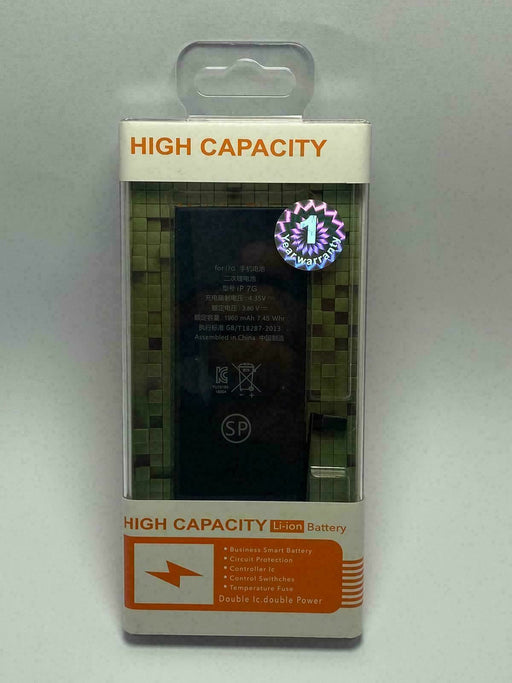 HIGH CAPACITY
1
Year warranty
for i7G 手机电池
二次锂电池
型号 iP 7G
充电限制电压: 4.35V
额定电压: 3.80 V
额定容量: 1960 mAh 7.45 Whr
执行标准 GB/T18287-2013
Assembled in China 中国制造
SP
HIGH CAPACITY Li-ion Battery
• Business Smart Battery
• Circuit Protection
• Controller Ic
• Control Swithches
• Temperature Fuse
Double Ic.double Power